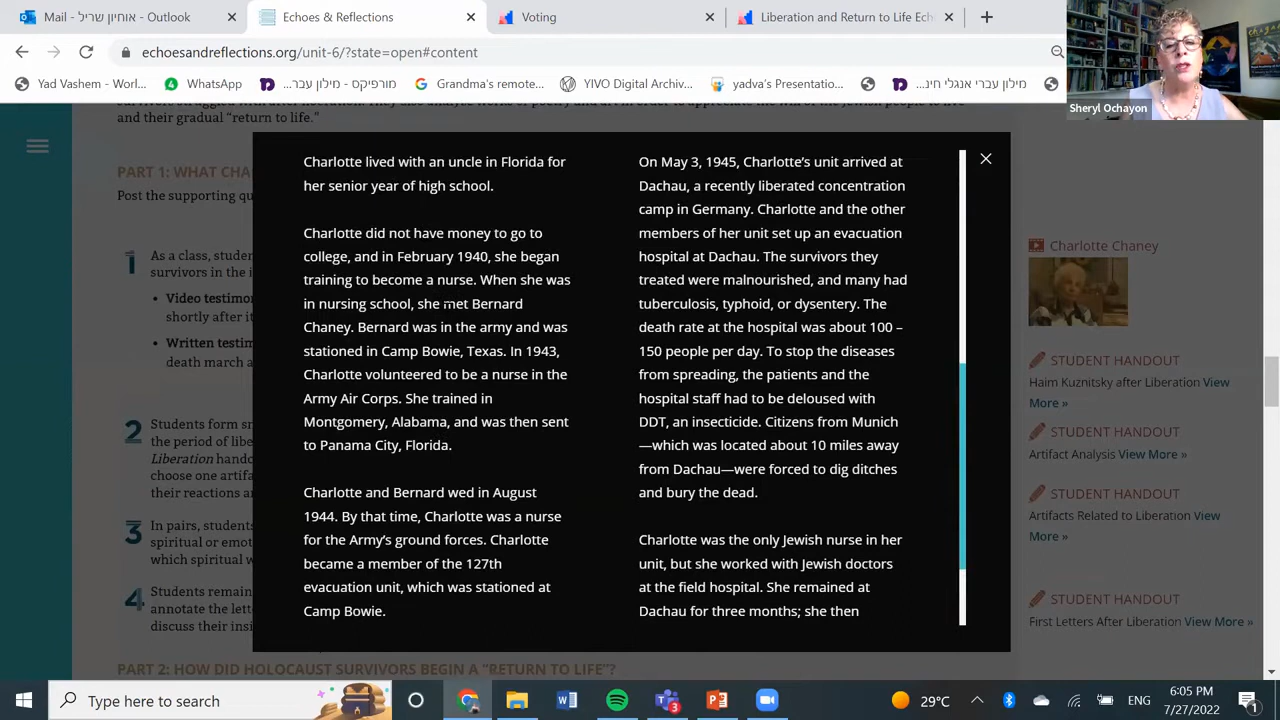 Mail - אוחיון שריל - Outlook
Echoes & Reflections
Voting
Liberation and Return to Life Ech
echoesandreflections.org/unit-6/?state=open#content
Yad Vashem - Worl...
WhatsApp
מורפיקס - מילון עבר...
Grandma's remote...
YIVO Digital Archiv...
yadva's Presentatio...
מילון עברי אנגלי חינ...
Sheryl Ochayon
and their gradual "return to life."
PART 1: WHAT CHA
Post the supporting qu
1
As a class, studen
survivors in the i
• Video testimor
shortly after it
• Written testim
death march a
2
Students form sm
the period of libe
Liberation hando
choose one artifa
their reactions an
3
In pairs, students
spiritual or emot
which spiritual w
4
Students remain
annotate the lett
discuss their insi
PART 2: HOW DID HOLOCAUST SURVIVORS BEGIN A "RETURN TO LIFE"?
Charlotte lived with an uncle in Florida for
her senior year of high school.
Charlotte did not have money to go to
college, and in February 1940, she began
training to become a nurse. When she was
in nursing school, she met Bernard
Chaney. Bernard was in the army and was
stationed in Camp Bowie, Texas. In 1943,
Charlotte volunteered to be a nurse in the
Army Air Corps. She trained in
Montgomery, Alabama, and was then sent
to Panama City, Florida.
Charlotte and Bernard wed in August
1944. By that time, Charlotte was a nurse
for the Army's ground forces. Charlotte
became a member of the 127th
evacuation unit, which was stationed at
Camp Bowie.
On May 3, 1945, Charlotte's unit arrived at
Dachau, a recently liberated concentration
camp in Germany. Charlotte and the other
members of her unit set up an evacuation
hospital at Dachau. The survivors they
treated were malnourished, and many had
tuberculosis, typhoid, or dysentery. The
death rate at the hospital was about 100 –
150 people per day. To stop the diseases
from spreading, the patients and the
hospital staff had to be deloused with
DDT, an insecticide. Citizens from Munich
—which was located about 10 miles away
from Dachau—were forced to dig ditches
and bury the dead.
Charlotte was the only Jewish nurse in her
unit, but she worked with Jewish doctors
at the field hospital. She remained at
Dachau for three months; she then
Charlotte Chaney
STUDENT HANDOUT
Haim Kuznitsky after Liberation View
More »
STUDENT HANDOUT
Artifact Analysis View More »
STUDENT HANDOUT
Artifacts Related to Liberation View
More »
STUDENT HANDOUT
First Letters After Liberation View More »
Type here to search
29°C
ENG
6:05 PM
7/27/2022